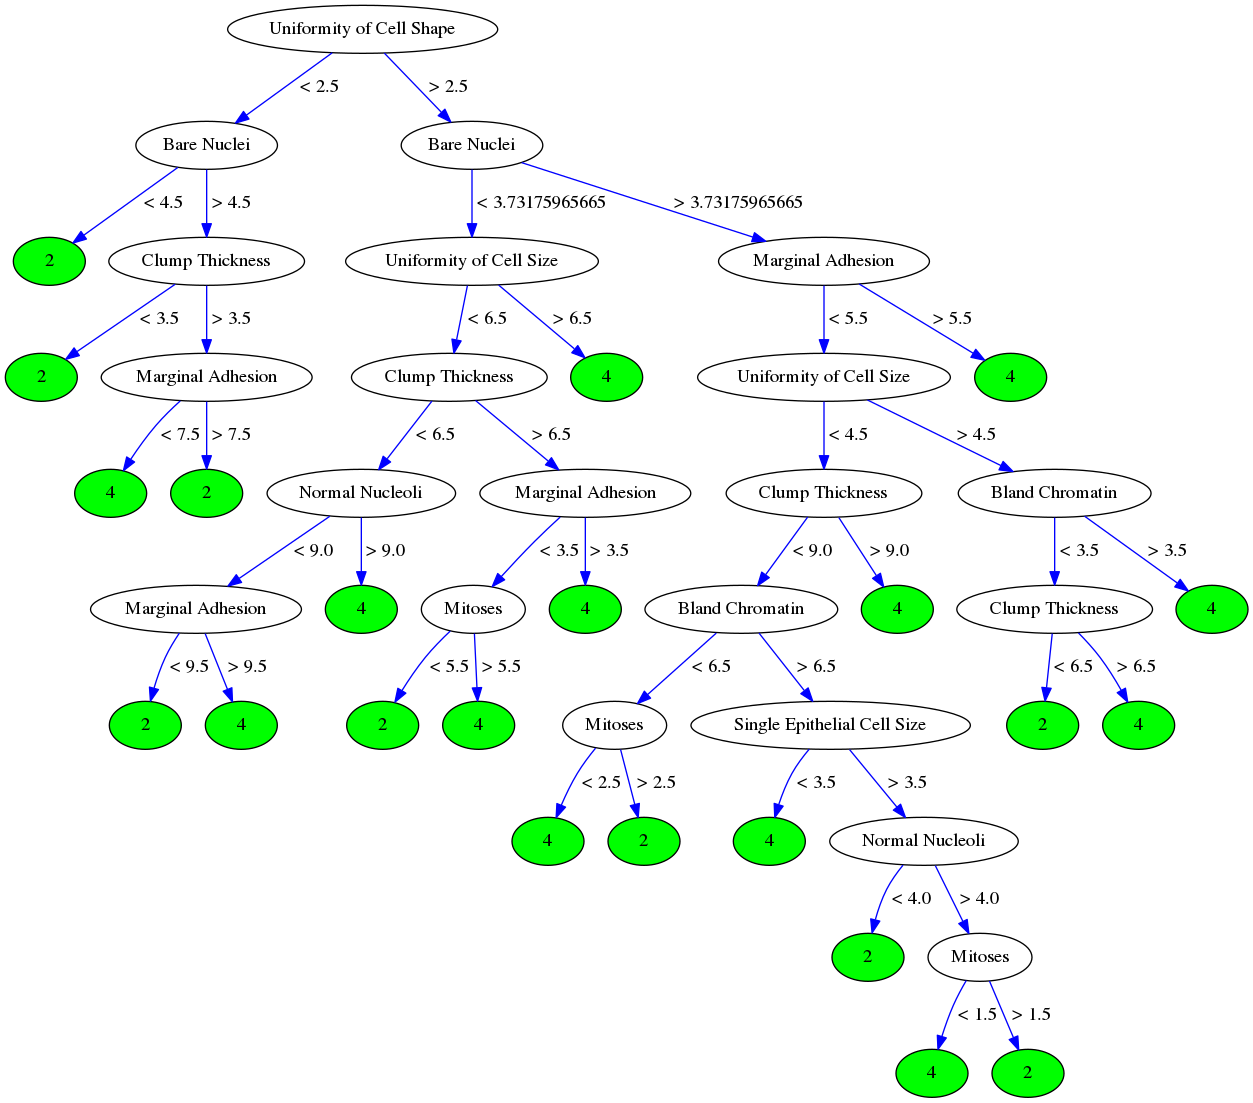 Uniformity of Cell Shape
< 2.5 > 2.5
Bare Nuclei Bare Nuclei
< 4.5 > 4.5 < 3.73175965665 > 3.73175965665
2 Clump Thickness Uniformity of Cell Size Marginal Adhesion
< 3.5 > 3.5 < 6.5 > 6.5 < 5.5 > 5.5
2 Marginal Adhesion Clump Thickness 4 Uniformity of Cell Size 4
< 7.5 > 7.5 < 6.5 > 6.5 < 4.5 > 4.5
4 2 Normal Nucleoli Marginal Adhesion Clump Thickness Bland Chromatin
< 9.0 > 9.0 < 3.5 > 3.5 < 9.0 > 9.0 < 3.5 > 3.5
Marginal Adhesion 4 Mitoses 4 Bland Chromatin 4 Clump Thickness 4
< 9.5 > 9.5 < 5.5 > 5.5 < 6.5 > 6.5 < 6.5 > 6.5
2 4 2 4 Mitoses Single Epithelial Cell Size 2 4
< 2.5 > 2.5 < 3.5 > 3.5
4 2 4 Normal Nucleoli
< 4.0 > 4.0
2 Mitoses
< 1.5 > 1.5
4 2